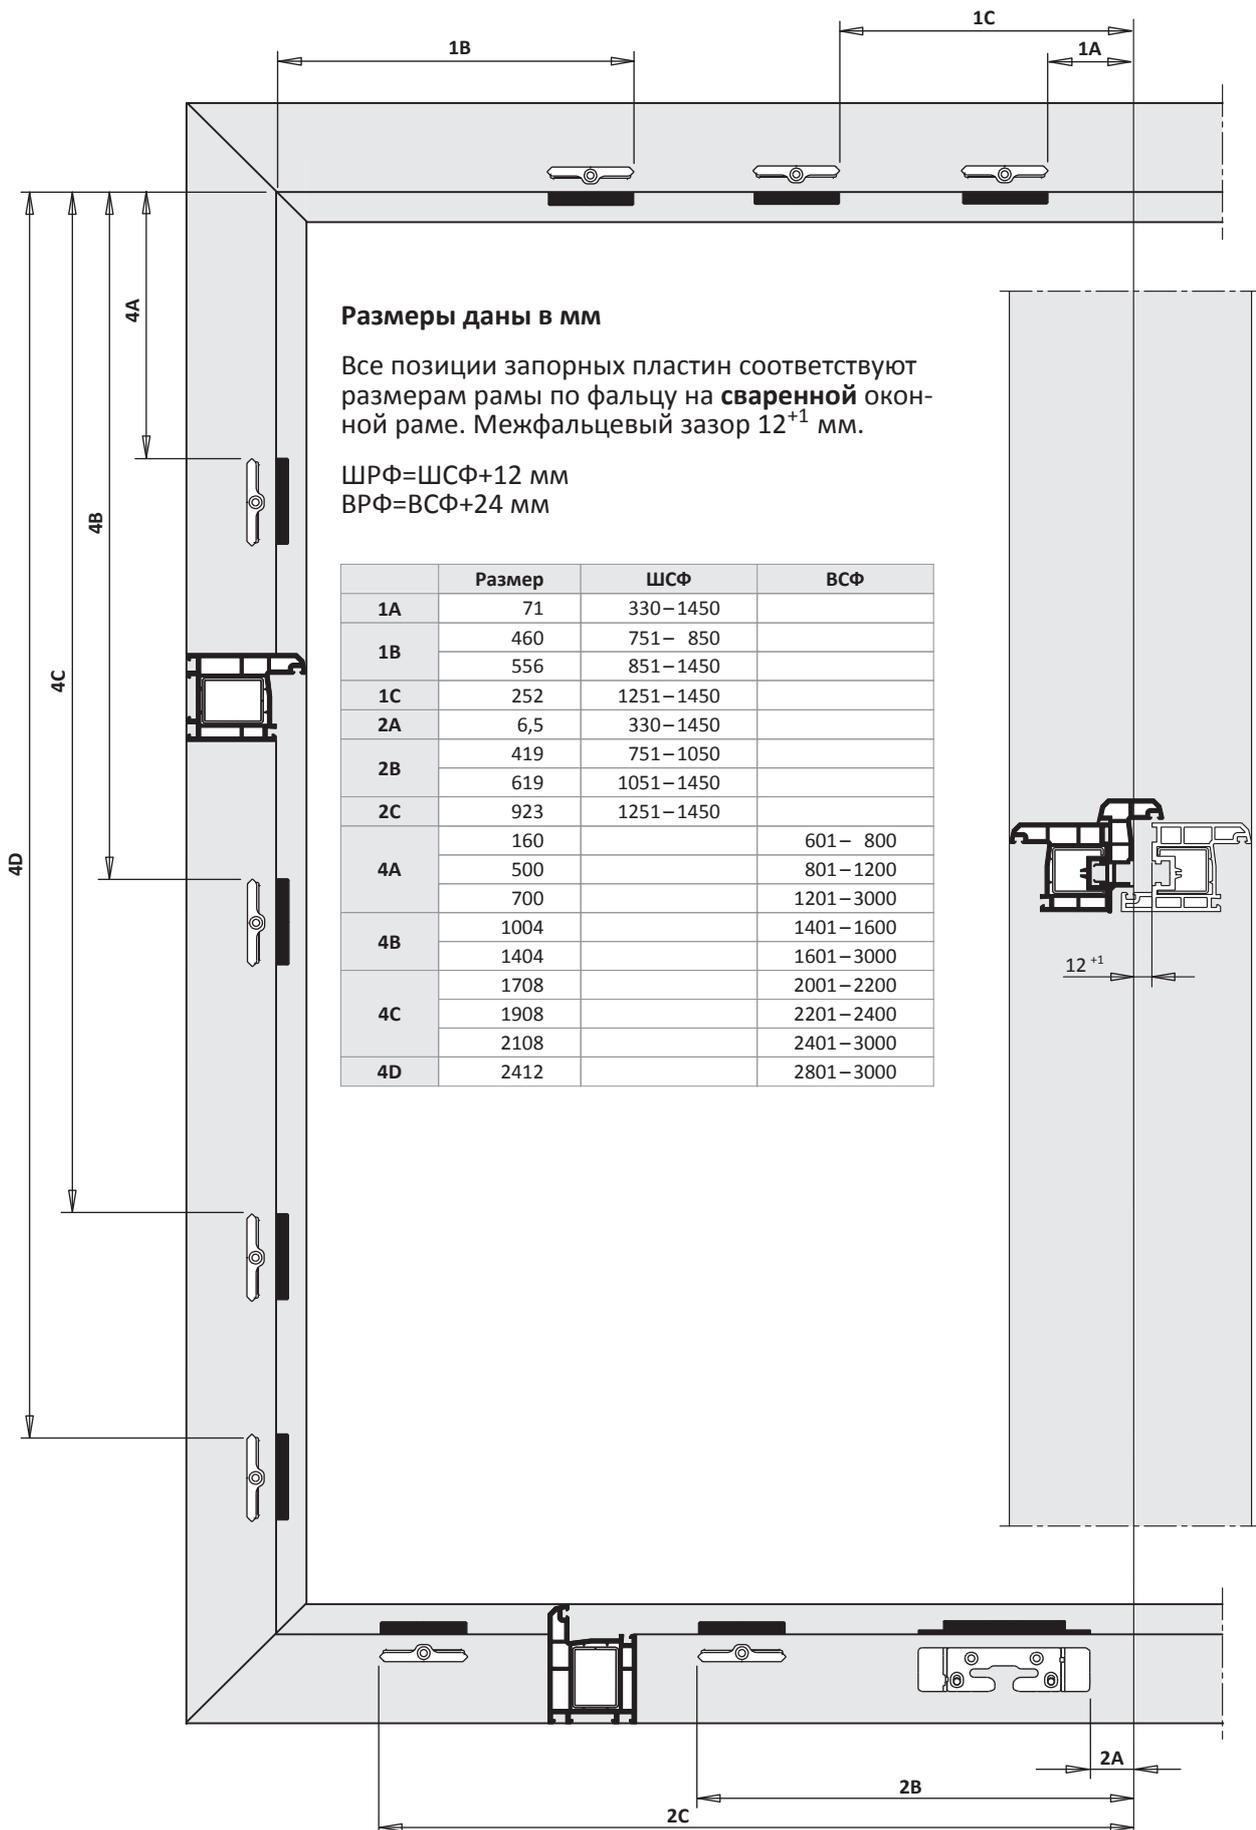 1C
1B
1A
4A
4B
4C
4D
Размеры даны в мм
Все позиции запорных пластин соответствуют
размерам рамы по фальцу на сваренной окон-
ной раме. Межфальцевый зазор 12⁺¹ мм.
ШРФ=ШСФ+12 мм
ВРФ=ВСФ+24 мм
Размер ШСФ ВСФ
1A 71 330–1450
1B 460 751– 850
556 851–1450
1C 252 1251–1450
2A 6,5 330–1450
2B 419 751–1050
619 1051–1450
2C 923 1251–1450
4A 160 601– 800
500 801–1200
700 1201–3000
4B 1004 1401–1600
1404 1601–3000
4C 1708 2001–2200
1908 2201–2400
2108 2401–3000
4D 2412 2801–3000
12 ⁺¹
2A
2B
2C